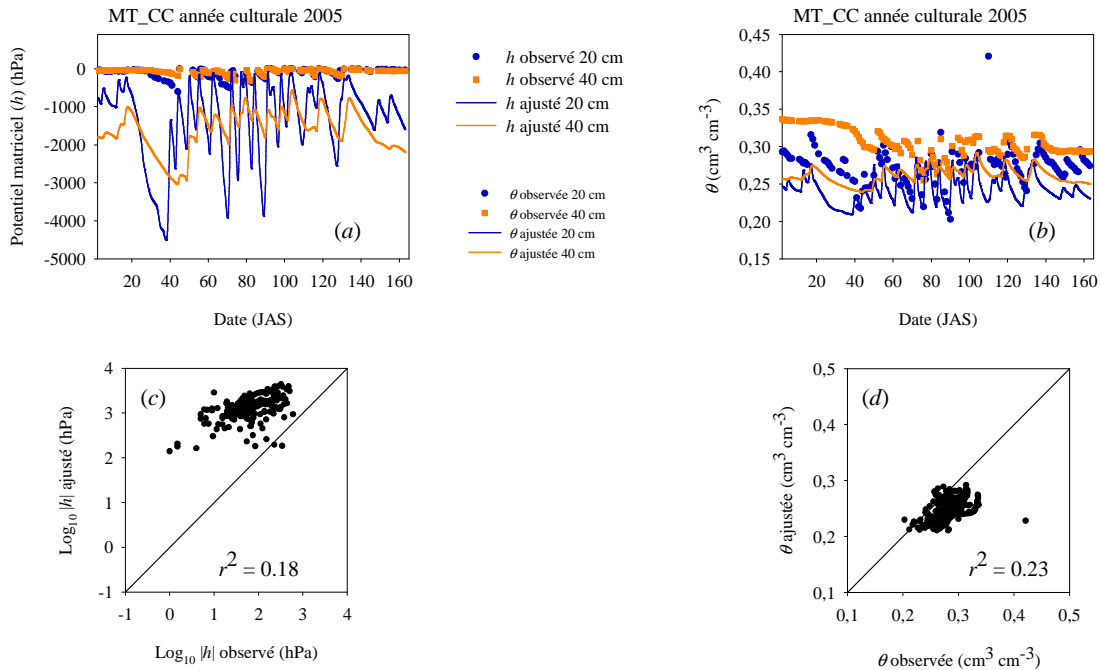 MT_CC année culturale 2005
0
-1000
-2000
-3000
-4000
-5000
Potentiel matriciel (h) (hPa)
(a)
20 40 60 80 100 120 140 160
Date (JAS)
h observé 20 cm
h observé 40 cm
h ajusté 20 cm
h ajusté 40 cm
θ observée 20 cm
θ observée 40 cm
θ ajustée 20 cm
θ ajustée 40 cm
MT_CC année culturale 2005
0,45
0,40
0,35
0,30
0,25
0,20
0,15
θ (cm³ cm⁻³)
(b)
20 40 60 80 100 120 140 160
Date (JAS)
4
3
2
1
0
-1
Log₁₀ |h| ajusté (hPa)
(c)
r² = 0.18
-1 0 1 2 3 4
Log₁₀ |h| observé (hPa)
0,5
0,4
0,3
0,2
0,1
θ ajustée (cm³ cm⁻³)
(d)
r² = 0.23
0,1 0,2 0,3 0,4 0,5
θ observée (cm³ cm⁻³)